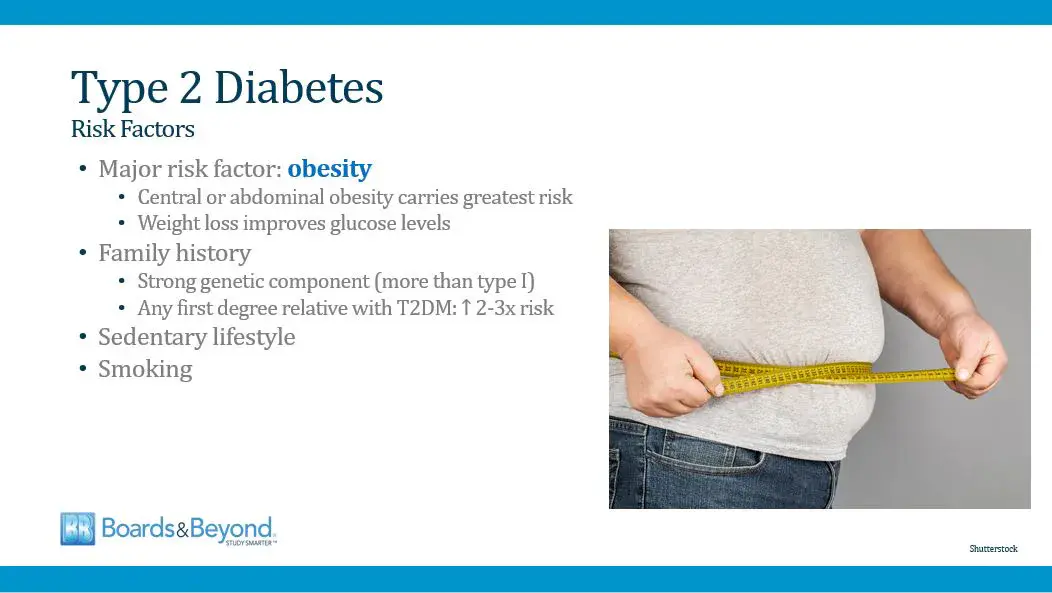 Type 2 Diabetes
Risk Factors
• Major risk factor: obesity
• Central or abdominal obesity carries greatest risk
• Weight loss improves glucose levels
• Family history
• Strong genetic component (more than type I)
• Any first degree relative with T2DM: ↑ 2-3x risk
• Sedentary lifestyle
• Smoking
BB Boards&Beyond.
STUDY SMARTER™
Shutterstock